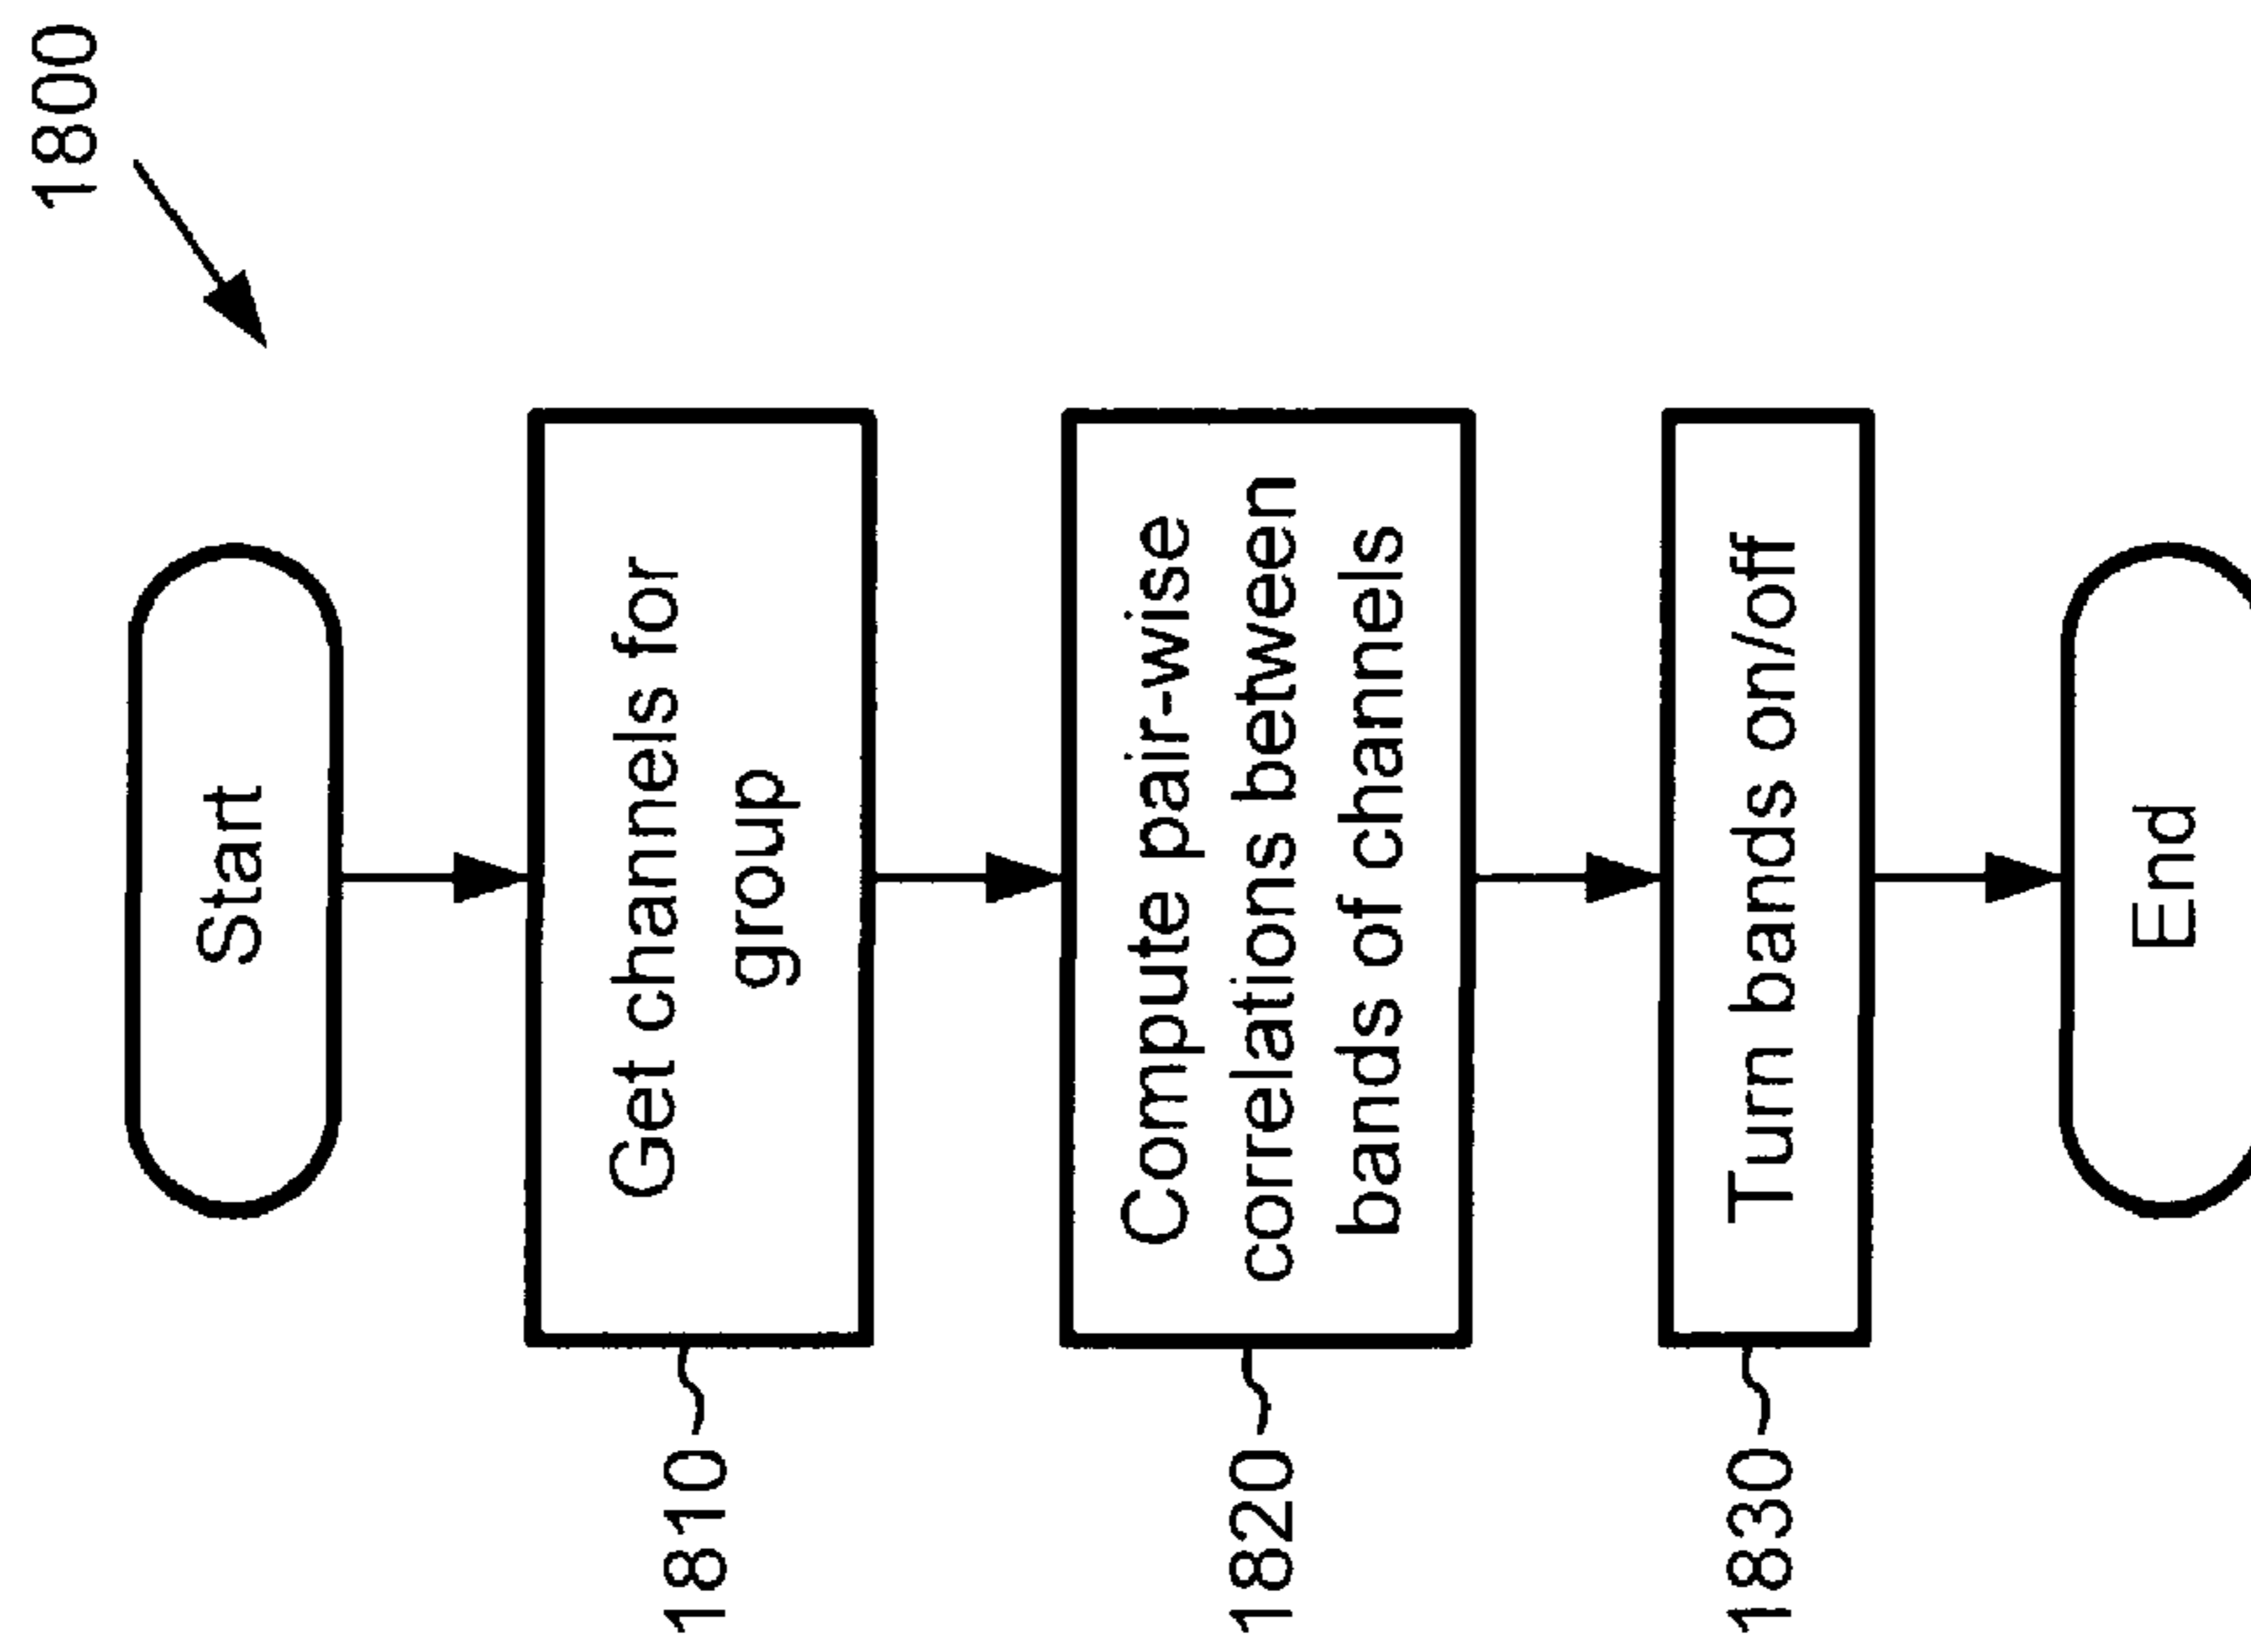 1800
Start
1810
Get channels for
group
1820
Compute pair-wise
correlations between
bands of channels
1830
Turn bands on/off
End